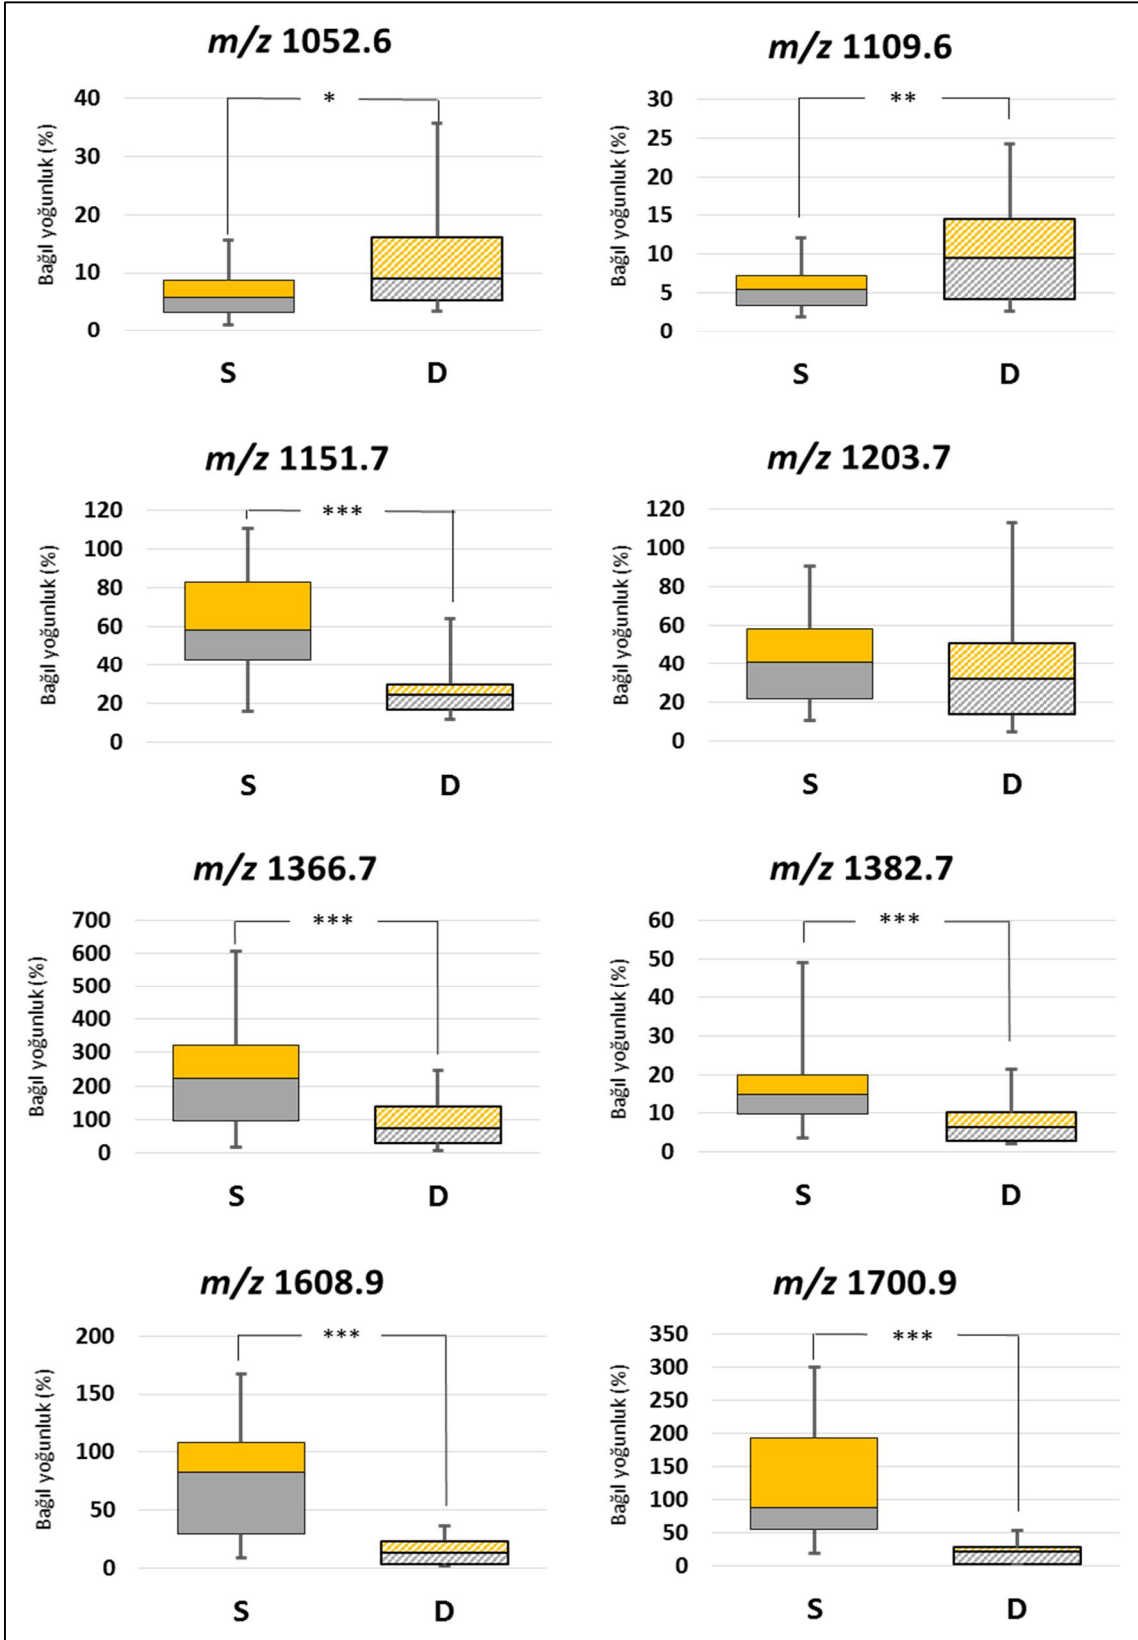 m/z 1052.6
*
Bağıl yoğunluk (%)
40
30
20
10
0
S D
m/z 1109.6
**
Bağıl yoğunluk (%)
30
25
20
15
10
5
0
S D
m/z 1151.7
***
Bağıl yoğunluk (%)
120
100
80
60
40
20
0
S D
m/z 1203.7
Bağıl yoğunluk (%)
120
100
80
60
40
20
0
S D
m/z 1366.7
***
Bağıl yoğunluk (%)
700
600
500
400
300
200
100
0
S D
m/z 1382.7
***
Bağıl yoğunluk (%)
60
50
40
30
20
10
0
S D
m/z 1608.9
***
Bağıl yoğunluk (%)
200
150
100
50
0
S D
m/z 1700.9
***
Bağıl yoğunluk (%)
350
300
250
200
150
100
50
0
S D